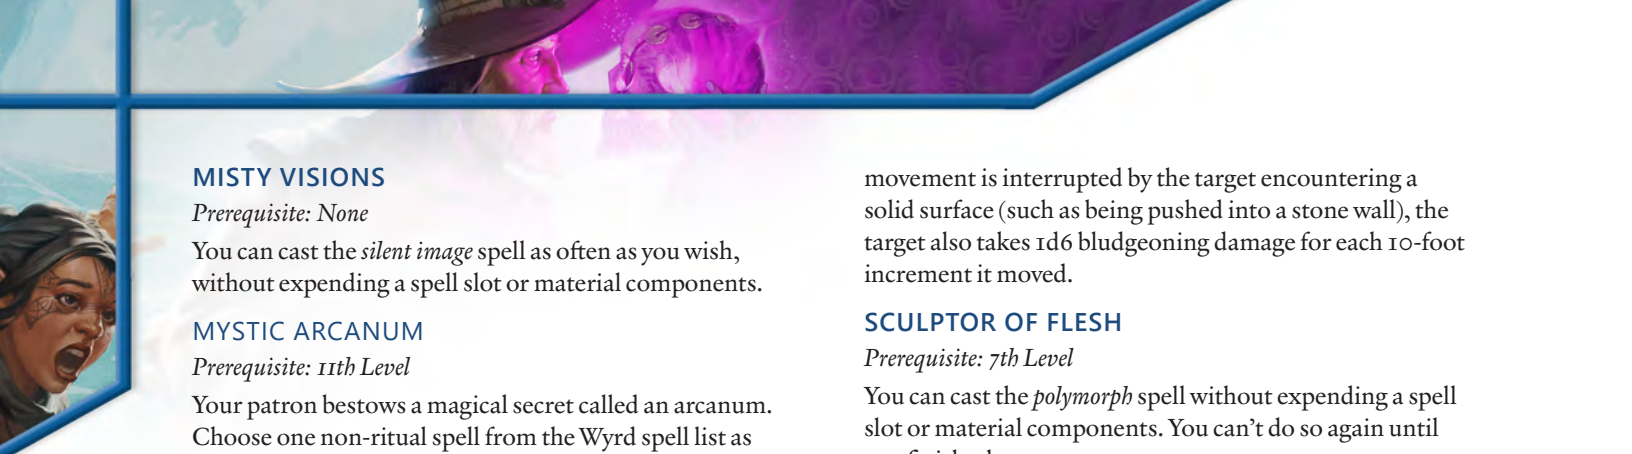 MISTY VISIONS
Prerequisite: None
You can cast the silent image spell as often as you wish,
without expending a spell slot or material components.
MYSTIC ARCANUM
Prerequisite: 11th Level
Your patron bestows a magical secret called an arcanum.
Choose one non-ritual spell from the Wyrd spell list as
movement is interrupted by the target encountering a
solid surface (such as being pushed into a stone wall), the
target also takes 1d6 bludgeoning damage for each 10-foot
increment it moved.
SCULPTOR OF FLESH
Prerequisite: 7th Level
You can cast the polymorph spell without expending a spell
slot or material components. You can’t do so again until